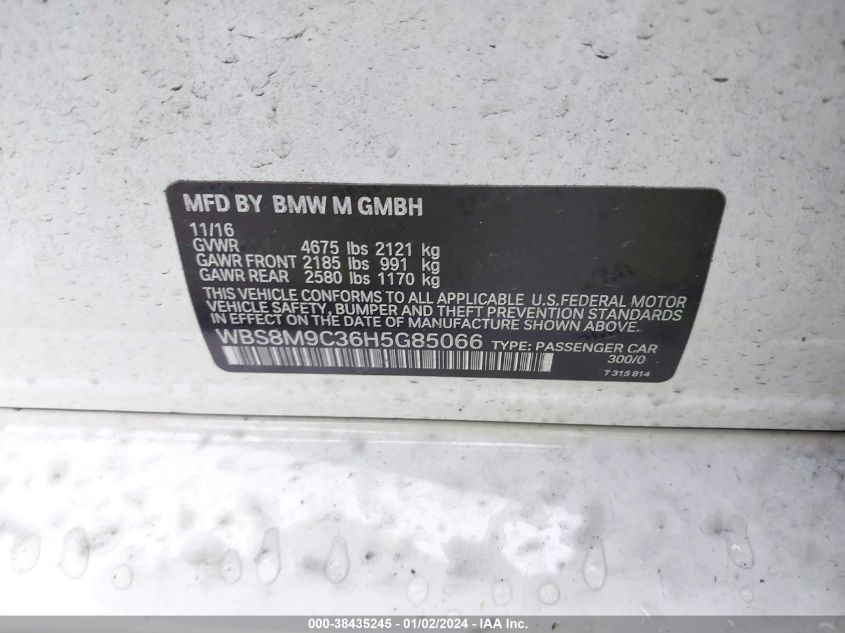 MFD BY BMW M GMBH
11/16
GVWR 4675 lbs 2121 kg
GAWR FRONT 2185 lbs 991 kg
GAWR REAR 2580 lbs 1170 kg
THIS VEHICLE CONFORMS TO ALL APPLICABLE U.S.FEDERAL MOTOR
VEHICLE SAFETY, BUMPER AND THEFT PREVENTION STANDARDS
IN EFFECT ON THE DATE OF MANUFACTURE SHOWN ABOVE.
WBS8M9C36H5G85066 TYPE: PASSENGER CAR
300/0
7 315 814
000-38435245 - 01/02/2024 - IAA Inc.